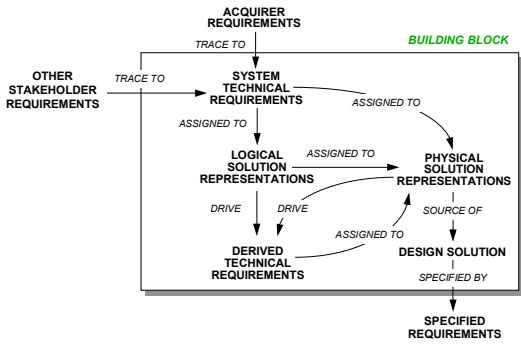 ACQUIRER
REQUIREMENTS
TRACE TO
BUILDING BLOCK
OTHER
STAKEHOLDER
REQUIREMENTS
TRACE TO
SYSTEM
TECHNICAL
REQUIREMENTS
ASSIGNED TO
ASSIGNED TO
LOGICAL
SOLUTION
REPRESENTATIONS
ASSIGNED TO
PHYSICAL
SOLUTION
REPRESENTATIONS
DRIVE
DRIVE
SOURCE OF
ASSIGNED TO
DERIVED
TECHNICAL
REQUIREMENTS
DESIGN SOLUTION
SPECIFIED BY
SPECIFIED
REQUIREMENTS